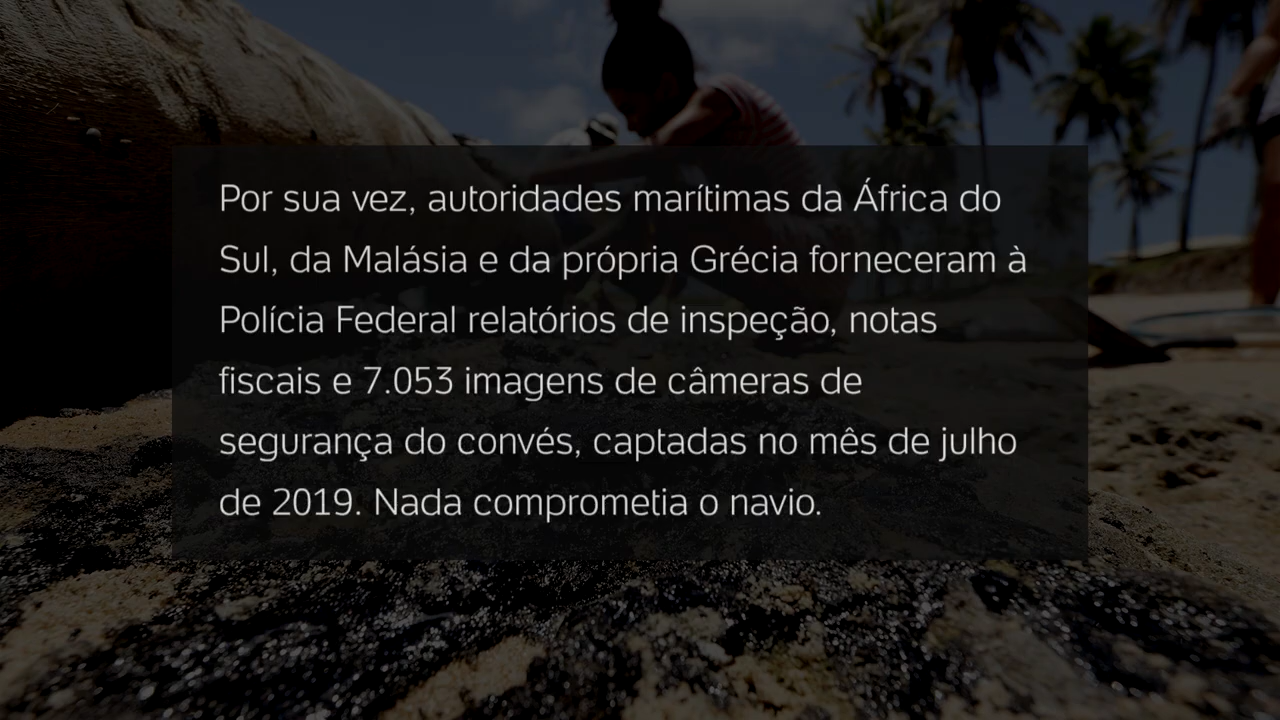 Por sua vez, autoridades marítimas da África do
Sul, da Malásia e da própria Grécia forneceram à
Polícia Federal relatórios de inspeção, notas
fiscais e 7.053 imagens de câmeras de
segurança do convés, captadas no mês de julho
de 2019. Nada comprometia o navio.